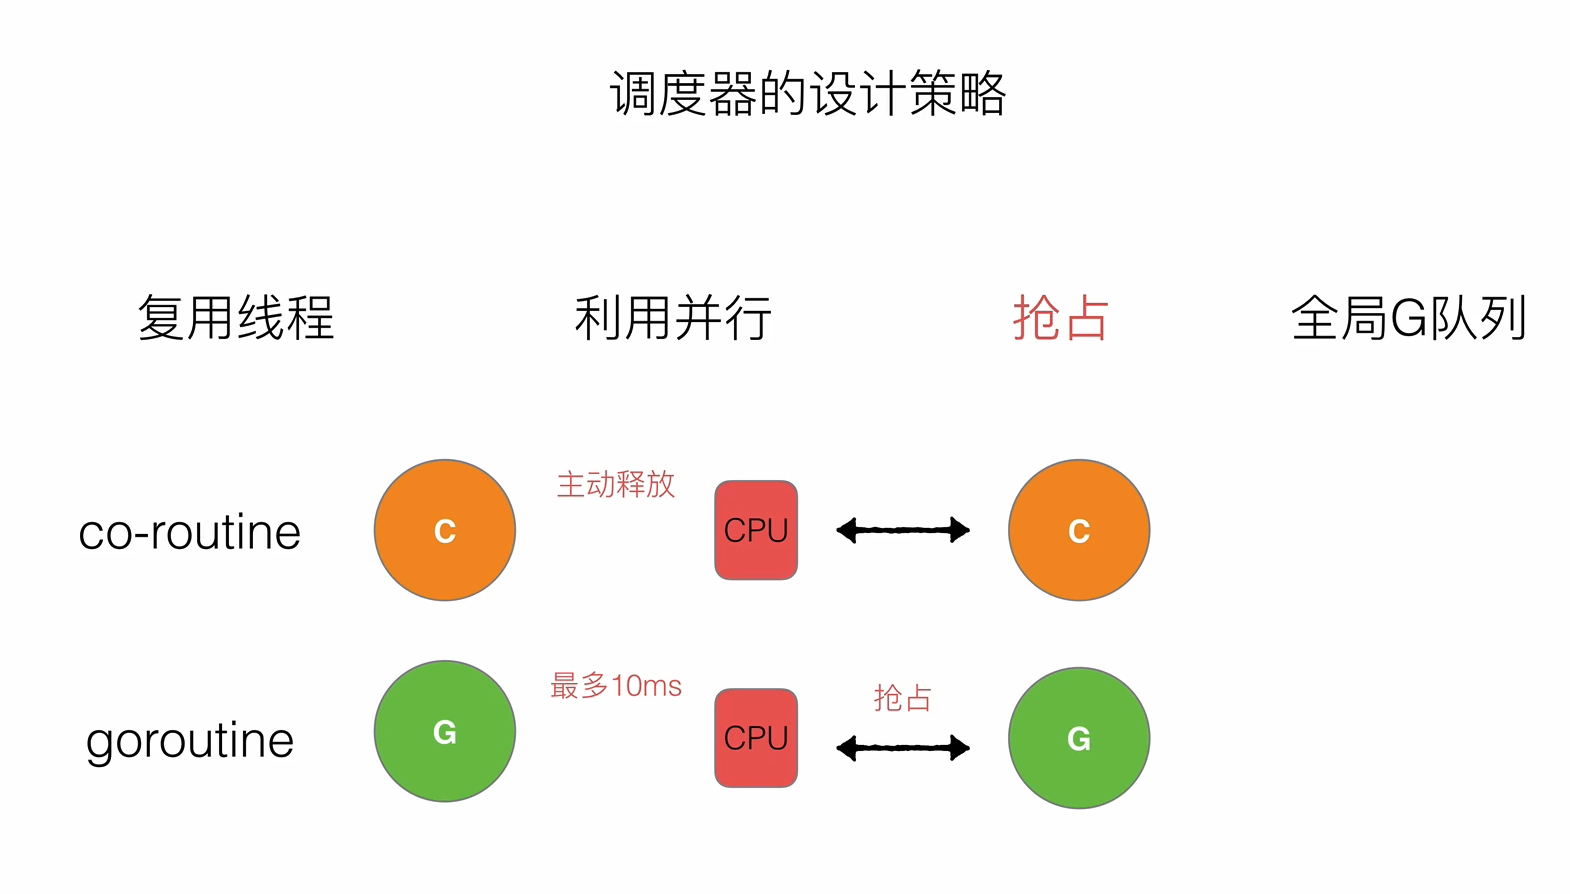 调度器的设计策略
复用线程 利用并行 抢占 全局G队列
co-routine C 主动释放 CPU C
goroutine G 最多10ms CPU 抢占 G